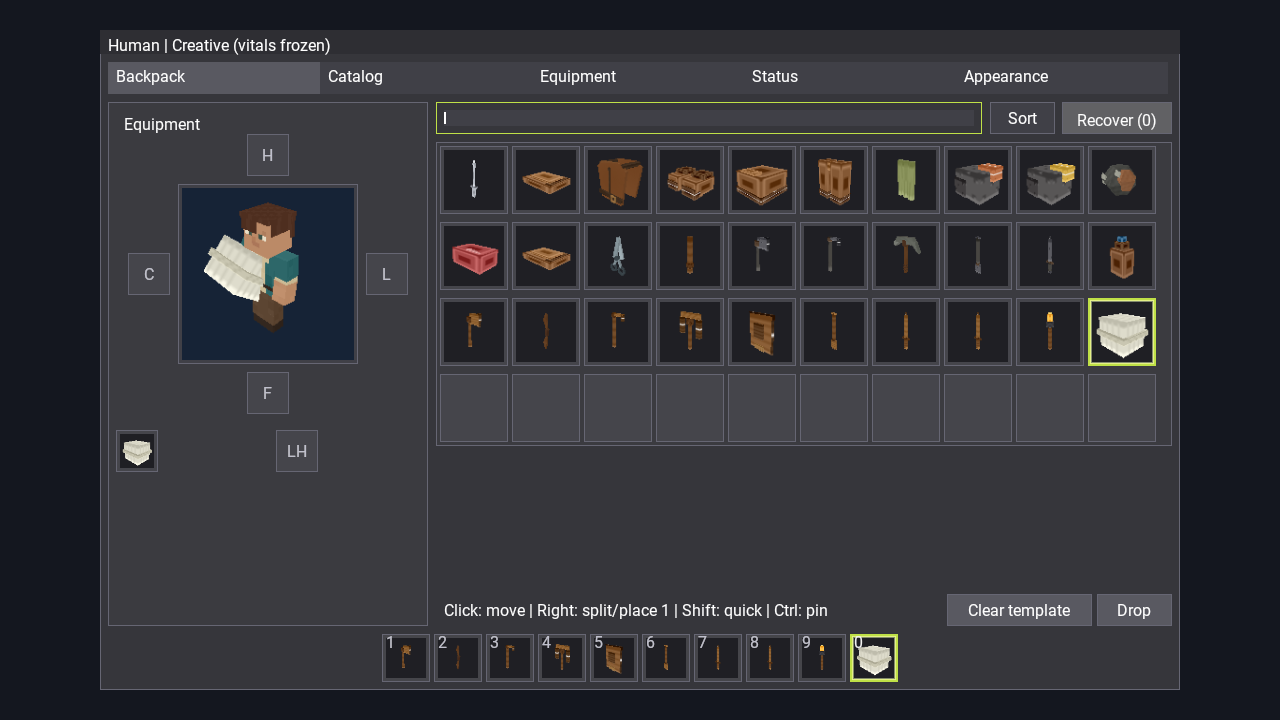 Human | Creative (vitals frozen)
Backpack Catalog Equipment Status Appearance
Equipment
Sort
Recover (0)
H
C
L
F
LH
Click: move | Right: split/place 1 | Shift: quick | Ctrl: pin
Clear template
Drop
1 2 3 4 5 6 7 8 9 0